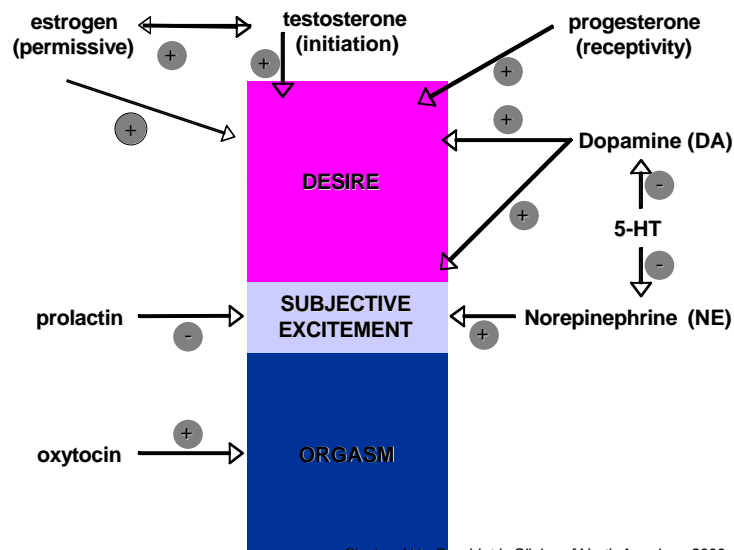 estrogen
(permissive)
+
testosterone
(initiation)
+
progesterone
(receptivity)
+
+
+
Dopamine (DA)
DESIRE
+
-
5-HT
-
prolactin
-
SUBJECTIVE
EXCITEMENT
+
Norepinephrine (NE)
oxytocin
+
ORGASM